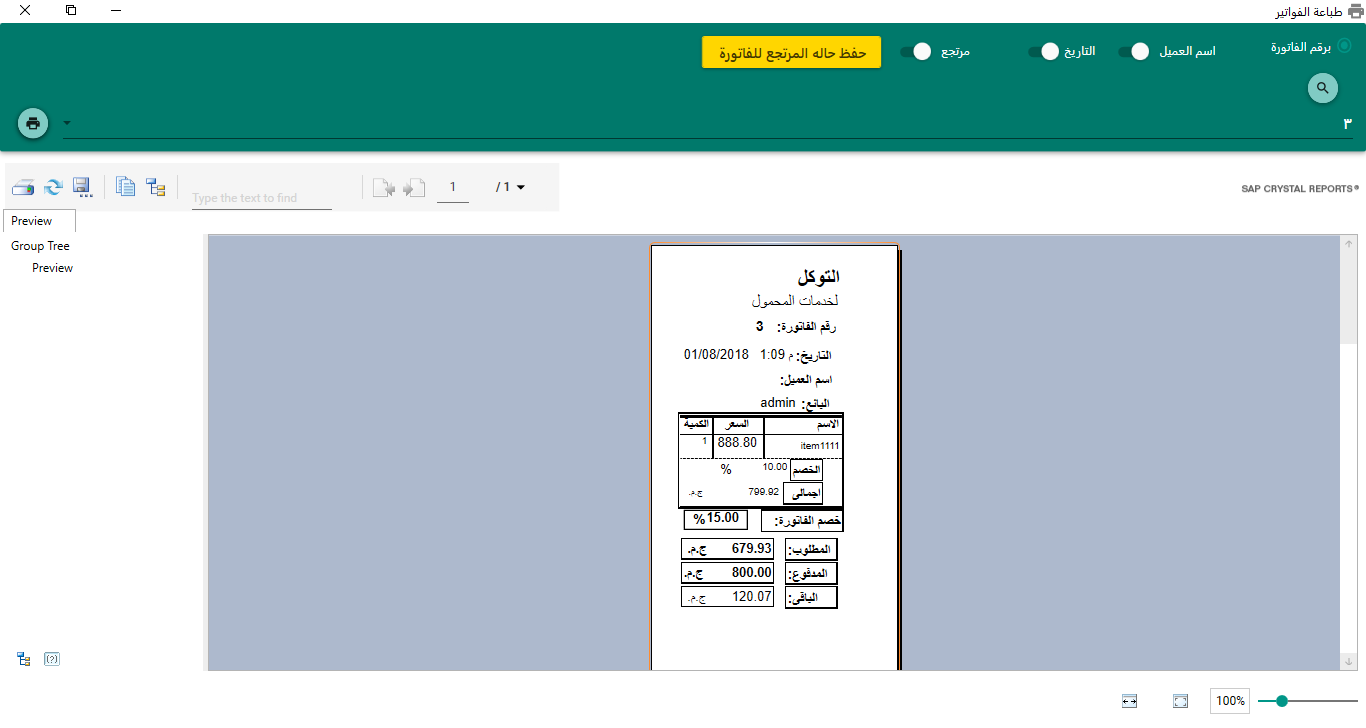 طباعة الفواتير
برقم الفاتورة
اسم العميل
التاريخ
مرتجع
حفظ حاله المرتجع للفاتورة
٣
Type the text to find
1
/ 1
SAP CRYSTAL REPORTS®
Preview
Group Tree
Preview
التوكل
لخدمات المحمول
رقم الفاتورة: 3
التاريخ: م 1:09 01/08/2018
اسم العميل:
البائع: admin
الاسم السعر الكمية
item1111 888.80 1
الخصم 10.00 %
اجمالى 799.92 ج.م.
خصم الفاتورة: 15.00 %
المطلوب: 679.93 ج.م.
المدفوع: 800.00 ج.م.
الباقى: 120.07 ج.م.
100%